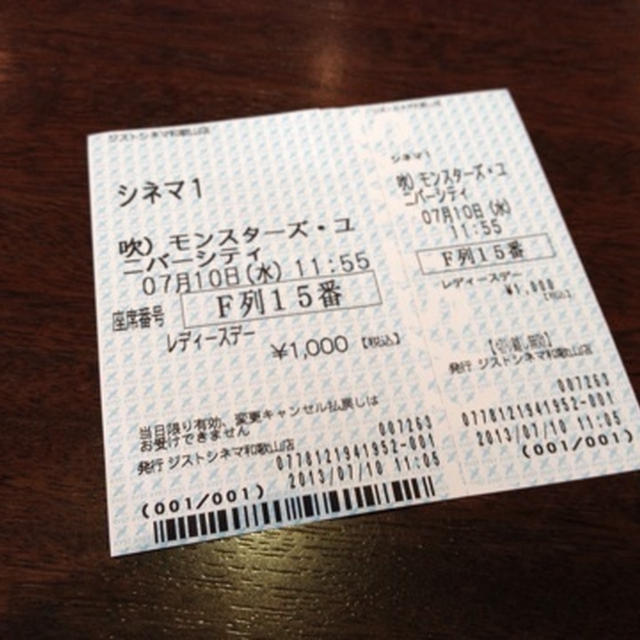 ジストシネマ和歌山店
シネマ1
吹）モンスターズ・ユ
ニバーシティ
07月10日(水) 11:55
座席番号 F列15番
レディースデー
¥1,000 【税込】
当日限り有効、変更キャンセル払戻しは
お受けできません
007263
発行 ジストシネマ和歌山店
0778121941952-001
(001/001) 2013/07/10 11:05
シネマ1
吹）モンスターズ・ユ
ニバーシティ
07月10日(水)
11:55
F列15番
レディースデー
¥1,000
【税込】
発行 ジストシネマ和歌山店
007263
0778121941952-001
2013/07/10 11:05
(001/001)